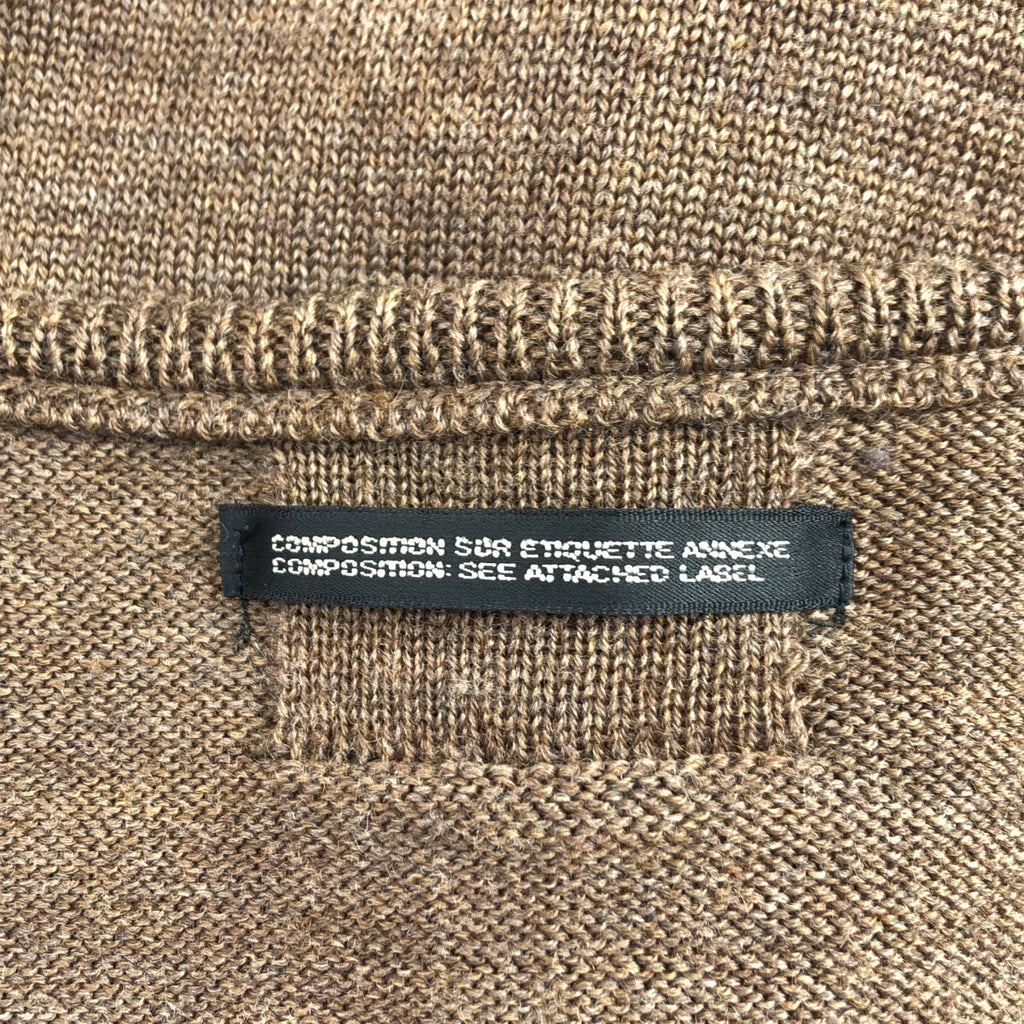 COMPOSITION SUR ETIQUETTE ANNEXE
COMPOSITION: SEE ATTACHED LABEL